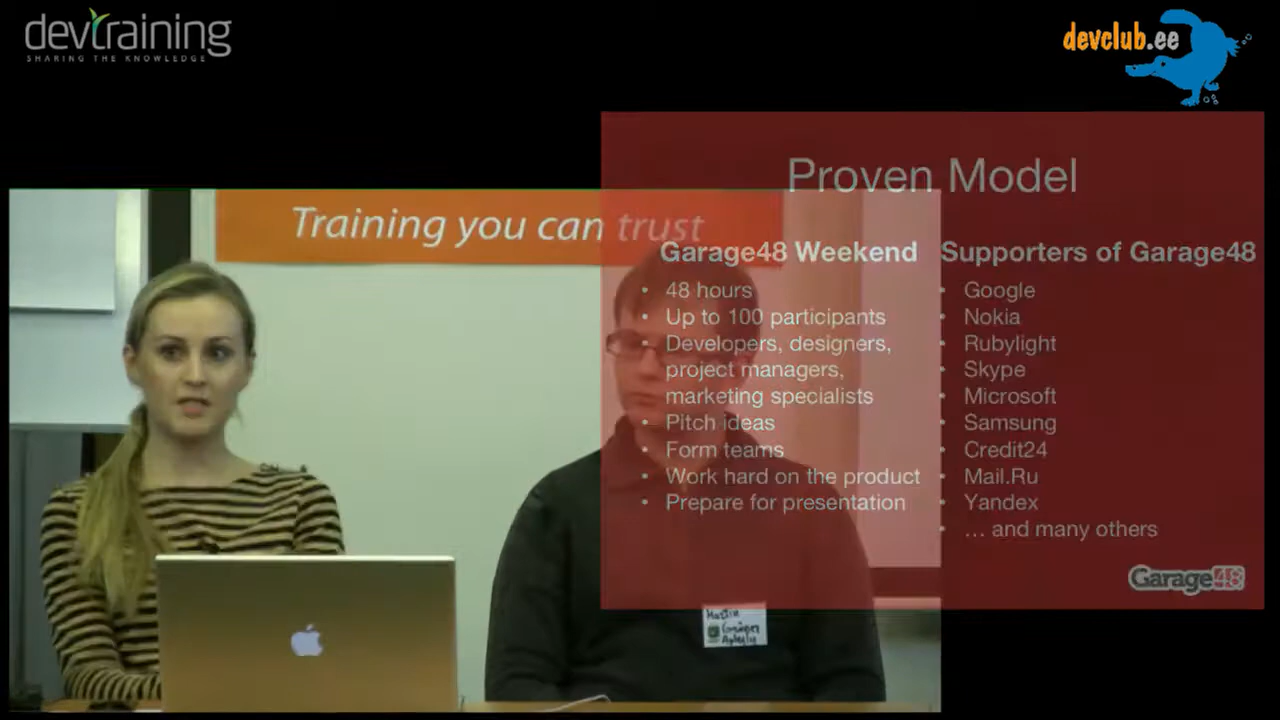 devtraining
SHARING THE KNOWLEDGE
devclub.ee
Training you can trust
Proven Model
Garage48 Weekend
• 48 hours
• Up to 100 participants
• Developers, designers,
project managers,
marketing specialists
• Pitch ideas
• Form teams
• Work hard on the product
• Prepare for presentation
Supporters of Garage48
• Google
• Nokia
• Rubylight
• Skype
• Microsoft
• Samsung
• Credit24
• Mail.Ru
• Yandex
• … and many others
Garage48
Martin